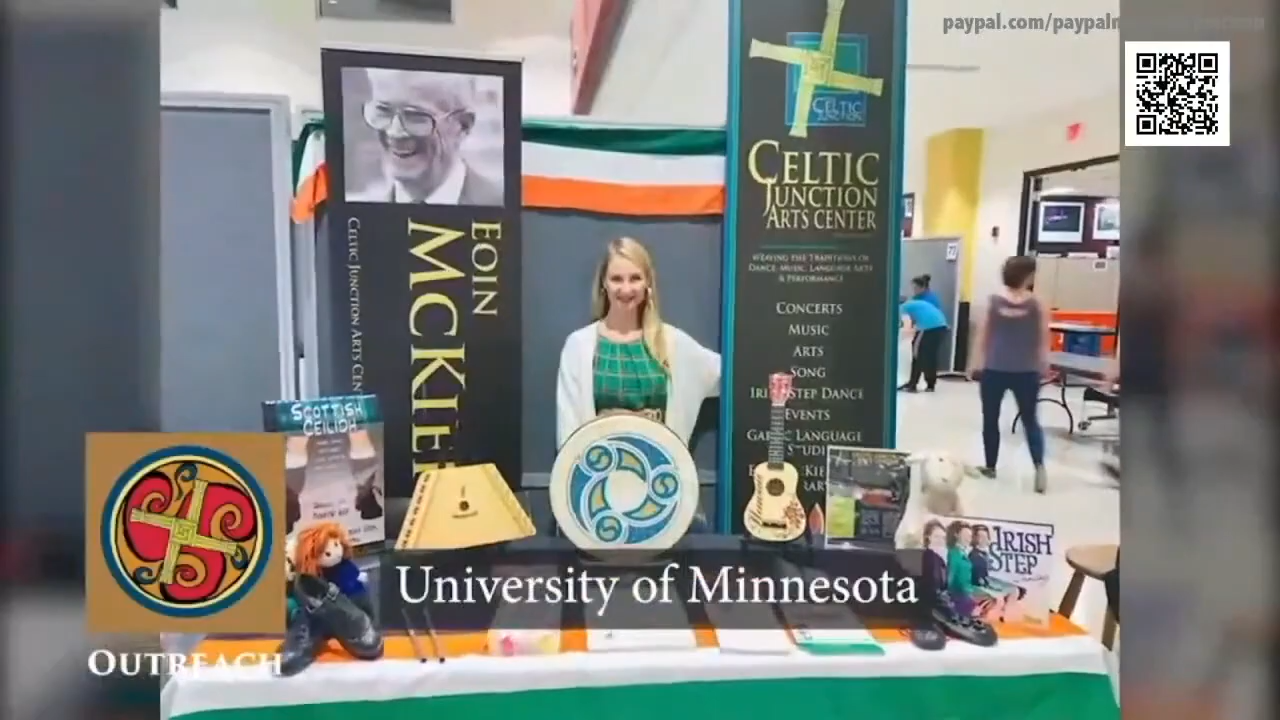 paypal.com/paypalm
CELTIC
JUNCTION
CELTIC
JUNCTION
ARTS CENTER
WEAVING THE TRADITIONS OF
DANCE, MUSIC, LANGUAGE ARTS
& PERFORMANCE
CONCERTS
MUSIC
ARTS
SONG
IRISH STEP DANCE
EVENTS
GAELIC LANGUAGE
EOIN
MCKIE
CELTIC JUNCTION ARTS CEN
SCOTTISH
CEILIDH
IRISH
STEP
University of Minnesota
OUTREACH